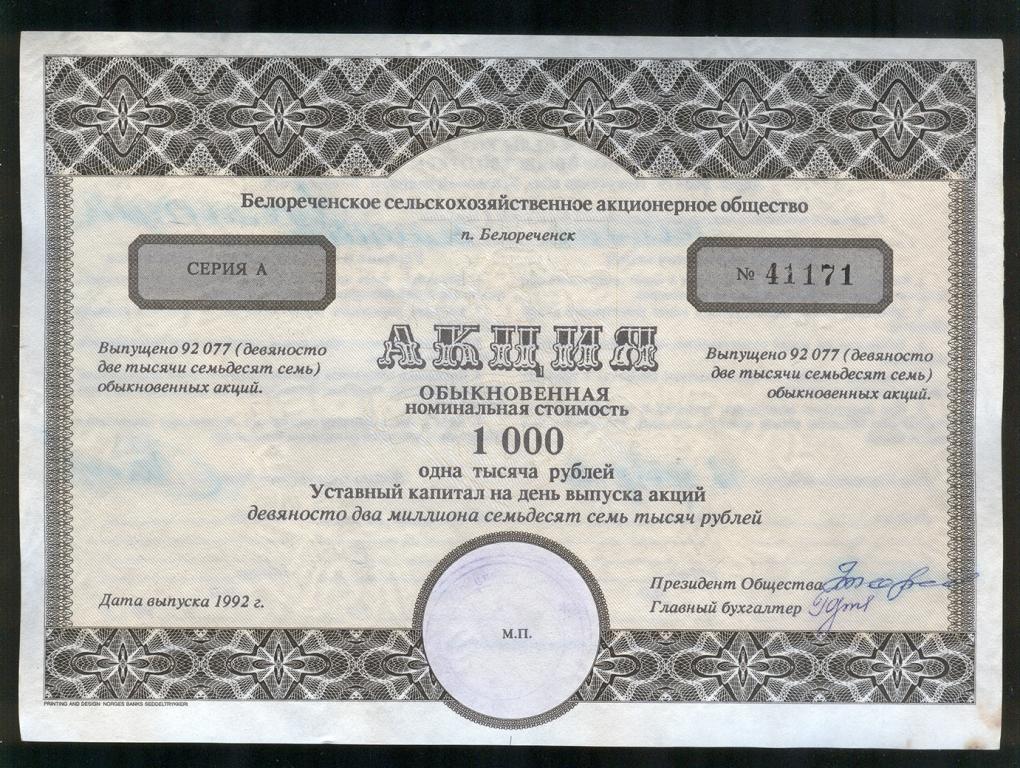 Белореченское сельскохозяйственное акционерное общество
п. Белореченск
СЕРИЯ А
№ 41171
АКЦИЯ
Выпущено 92 077 (девяносто
две тысячи семьдесят семь)
обыкновенных акций.
Выпущено 92 077 (девяносто
две тысячи семьдесят семь)
обыкновенных акций.
ОБЫКНОВЕННАЯ
номинальная стоимость
1 000
одна тысяча рублей
Уставный капитал на день выпуска акций
девяносто два миллиона семьдесят семь тысяч рублей
Президент Общества
Дата выпуска 1992 г.
Главный бухгалтер
М.П.
PRINTING AND DESIGN NORGES BANKS SEDDELTRYKKERI